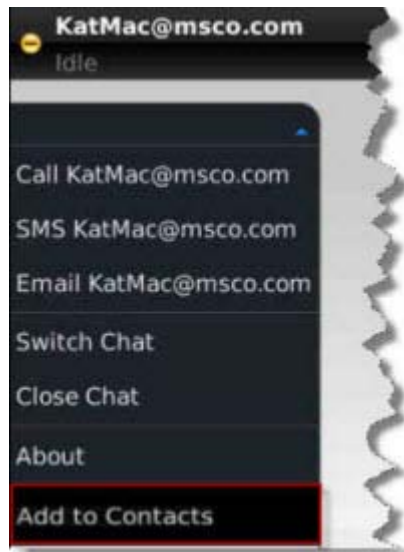 KatMac@msco.com
Idle
Call KatMac@msco.com
SMS KatMac@msco.com
Email KatMac@msco.com
Switch Chat
Close Chat
About
Add to Contacts